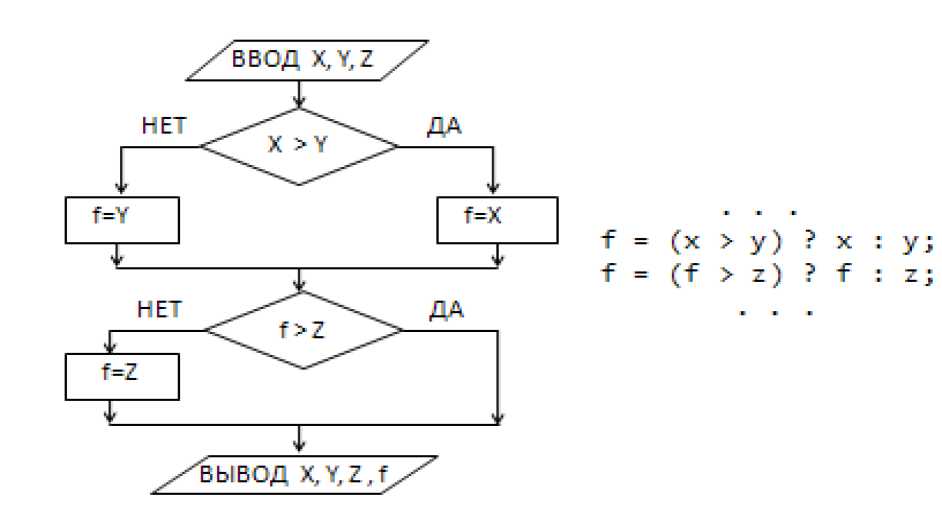 ВВОД X, Y, Z
НЕТ
ДА
X > Y
f=Y
f=X
НЕТ
ДА
f > Z
f=Z
ВЫВОД X, Y, Z , f
. . .
f = (x > y) ? x : y;
f = (f > z) ? f : z;
. . .